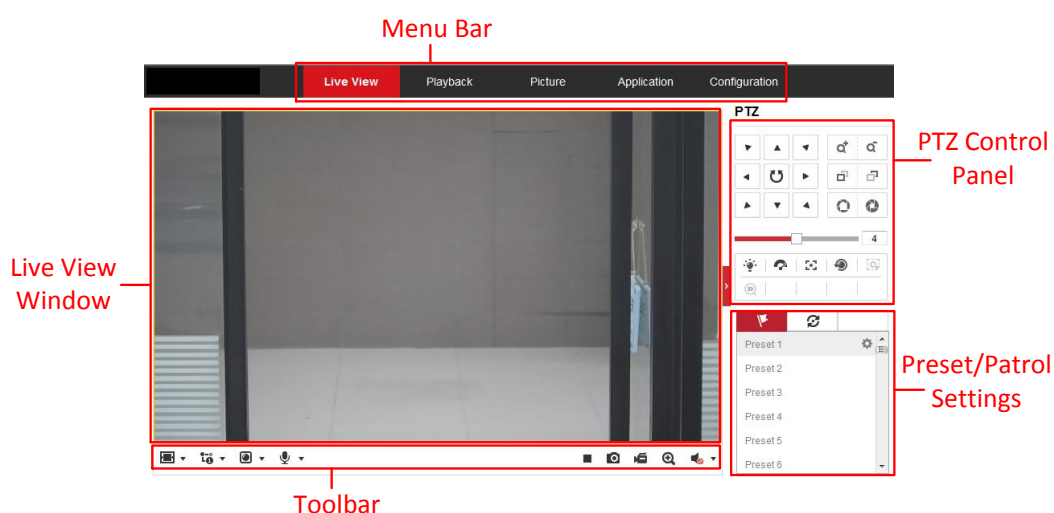 Menu Bar
Live View
Playback
Picture
Application
Configuration
PTZ
PTZ Control
Panel
4
Live View
Window
Preset 1
Preset 2
Preset 3
Preset 4
Preset 5
Preset 6
Preset/Patrol
Settings
Toolbar